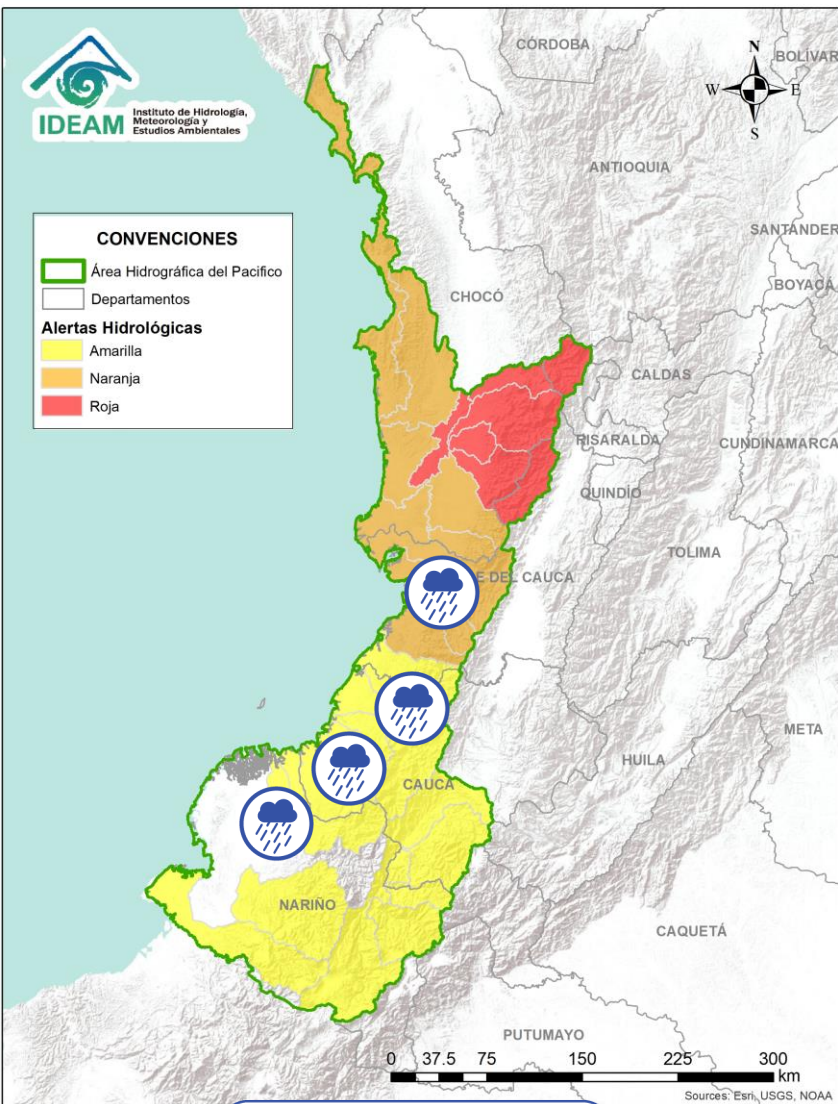 IDEAM
Instituto de Hidrología,
Meteorología y
Estudios Ambientales
N
W E
S
CONVENCIONES
Área Hidrográfica del Pacifico
Departamentos
Alertas Hidrológicas
Amarilla
Naranja
Roja
CÓRDOBA
BOLÍVAR
ANTIOQUIA
SANTANDER
BOYACÁ
CHOCÓ
CALDAS
RISARALDA
CUNDINAMARCA
QUINDÍO
TOLIMA
E DEL CAUCA
META
HUILA
CAUCA
NARIÑO
CAQUETÁ
PUTUMAYO
0 37.5 75 150 225 300
km
Sources: Esri, USGS, NOAA